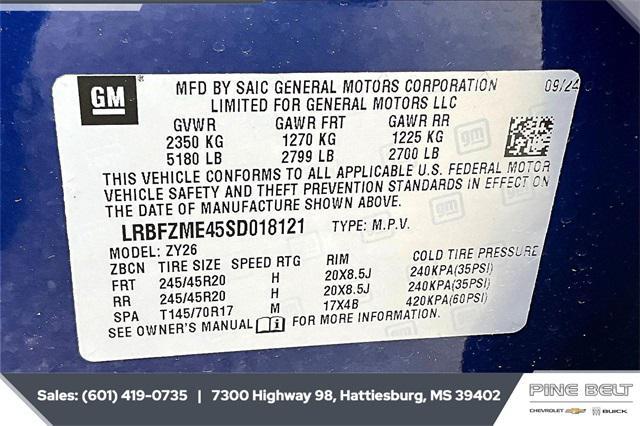 GM
MFD BY SAIC GENERAL MOTORS CORPORATION 09/24
LIMITED FOR GENERAL MOTORS LLC
GVWR GAWR FRT GAWR RR
2350 KG 1270 KG 1225 KG
5180 LB 2799 LB 2700 LB
THIS VEHICLE CONFORMS TO ALL APPLICABLE U.S. FEDERAL MOTOR
VEHICLE SAFETY AND THEFT PREVENTION STANDARDS IN EFFECT ON
THE DATE OF MANUFACTURE SHOWN ABOVE.
LRBFZME45SD018121 TYPE: M.P.V.
MODEL: ZY26
ZBCN TIRE SIZE SPEED RTG RIM COLD TIRE PRESSURE
FRT 245/45R20 H 20X8.5J 240KPA(35PSI)
RR 245/45R20 H 20X8.5J 240KPA(35PSI)
SPA T145/70R17 M 17X4B 420KPA(60PSI)
SEE OWNER'S MANUAL FOR MORE INFORMATION.
Sales: (601) 419-0735 | 7300 Highway 98, Hattiesburg, MS 39402
PINE BELT
CHEVROLET BUICK